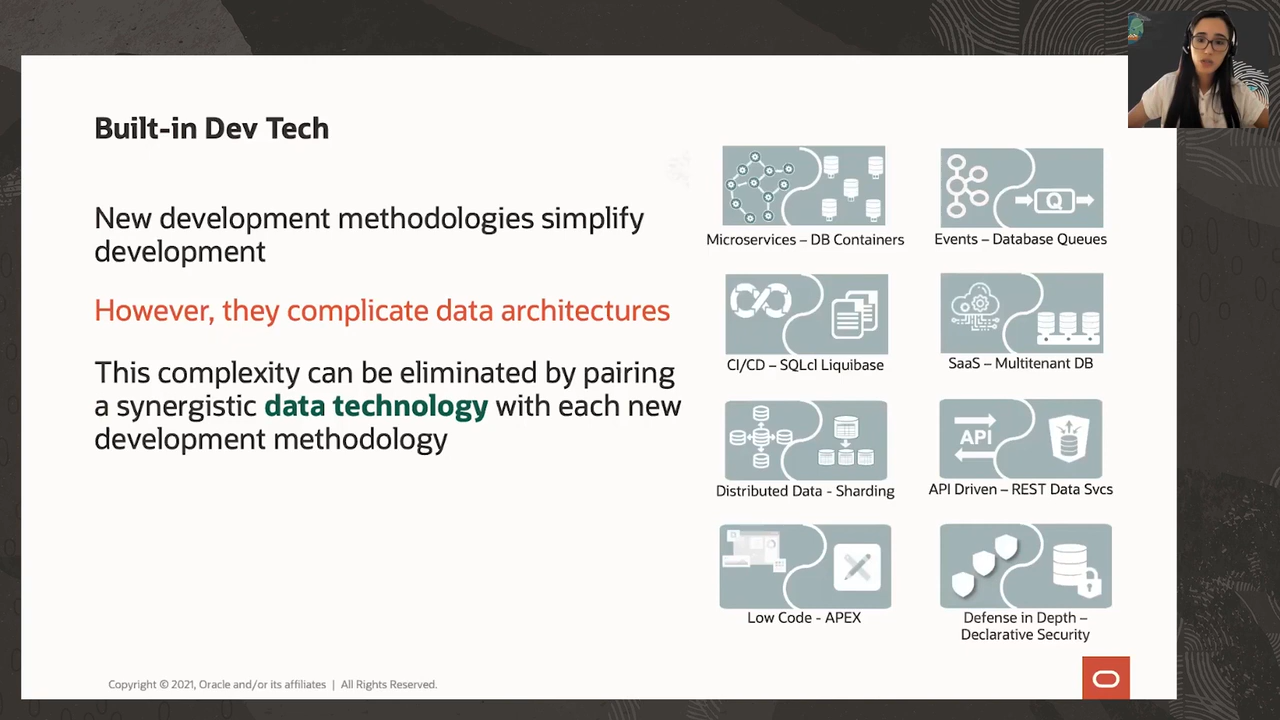 Built-in Dev Tech
New development methodologies simplify
development
However, they complicate data architectures
This complexity can be eliminated by pairing
a synergistic data technology with each new
development methodology
Microservices – DB Containers
Q
Events – Database Queues
CI/CD – SQLcl Liquibase
SaaS – Multitenant DB
Distributed Data - Sharding
API
API Driven – REST Data Svcs
Low Code - APEX
Defense in Depth –
Declarative Security
Copyright © 2021, Oracle and/or its affiliates | All Rights Reserved.